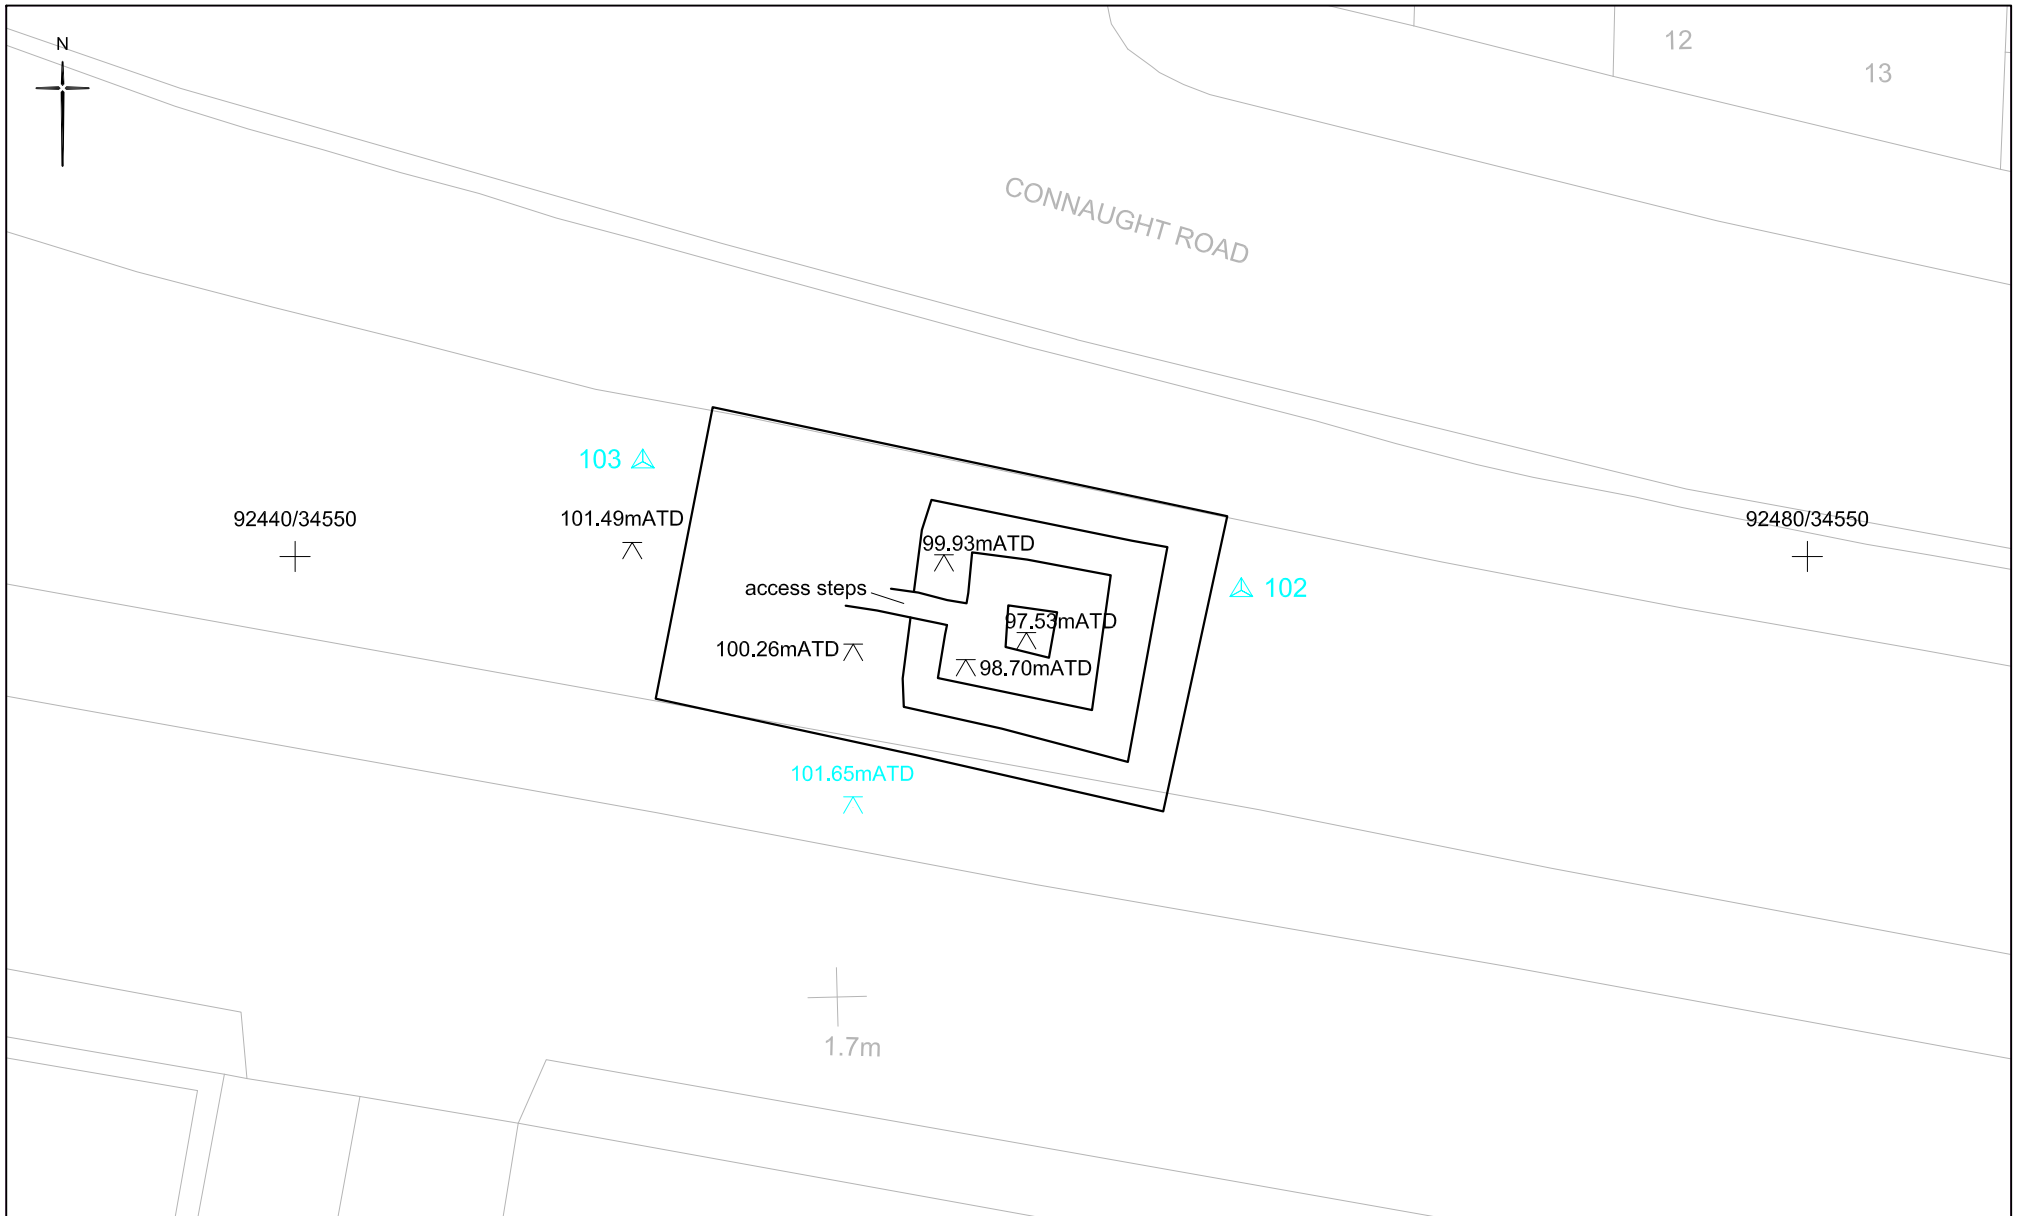 N
12
13
CONNAUGHT ROAD
103
92440/34550
101.49mATD
99.93mATD
92480/34550
access steps
102
97.53mATD
100.26mATD
98.70mATD
101.65mATD
1.7m